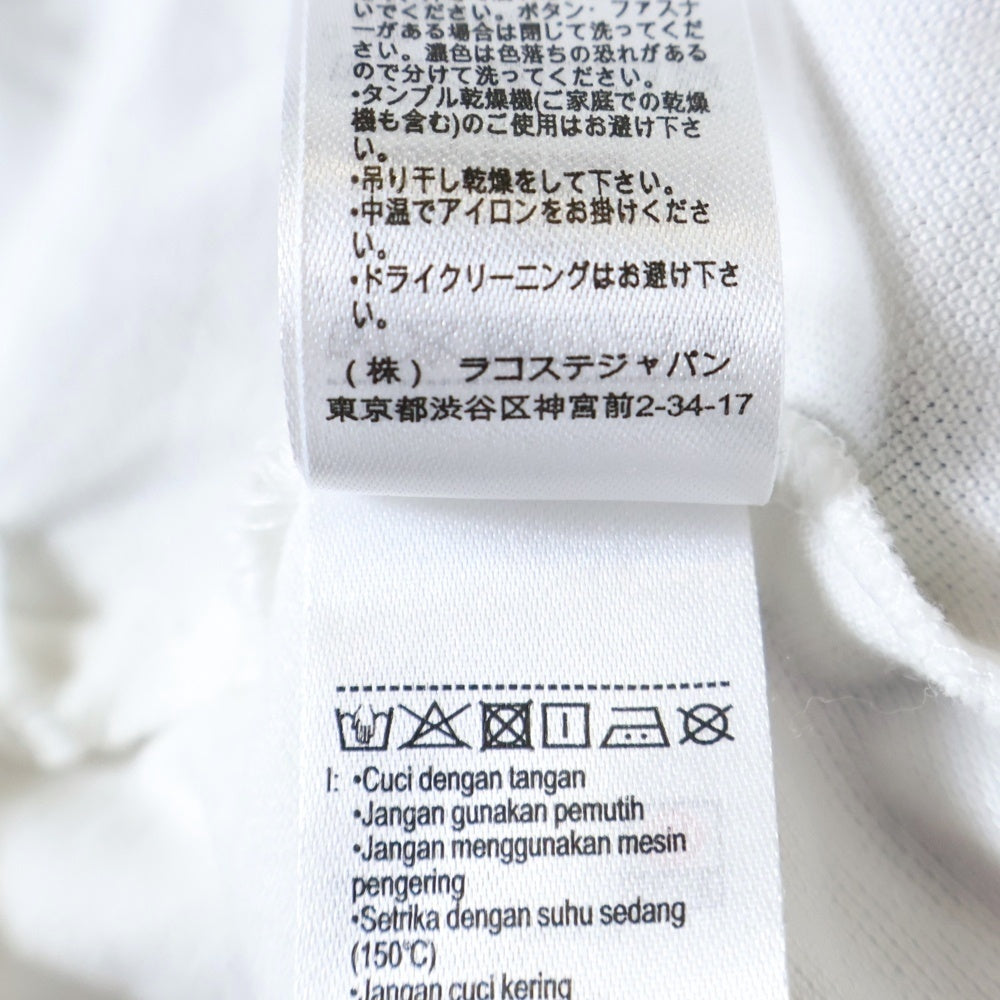 いでください。ボタン・ファスナ
ーがある場合は閉じて洗ってくだ
さい。濃色は色落ちの恐れがある
ので分けて洗ってください。
•タンブル乾燥機(ご家庭での乾燥
機も含む)のご使用はお避け下さ
い。
•吊り干し乾燥をして下さい。
•中温でアイロンをお掛けくださ
い。
•ドライクリーニングはお避け下さ
い。
(株) ラコステジャパン
東京都渋谷区神宮前2-34-17
I: •Cuci dengan tangan
•Jangan gunakan pemutih
•Jangan menggunakan mesin
pengering
•Setrika dengan suhu sedang
(150°C)
•Jangan cuci kering